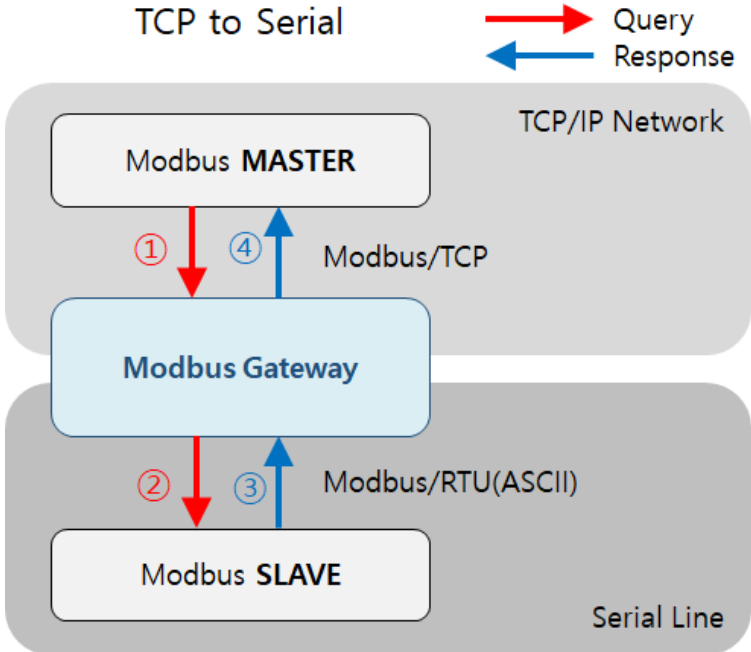 TCP to Serial
Query
Response
TCP/IP Network
Modbus MASTER
① ④ Modbus/TCP
Modbus Gateway
② ③ Modbus/RTU(ASCII)
Modbus SLAVE
Serial Line